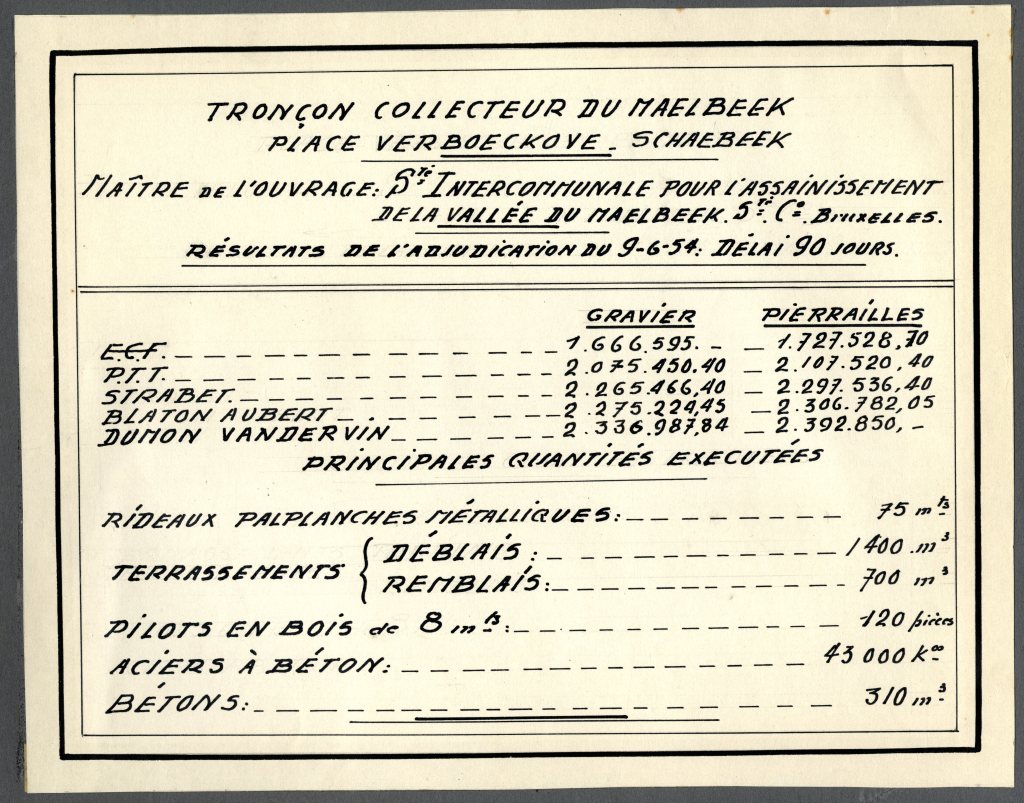 TRONÇON COLLECTEUR DU MAELBEEK
PLACE VERBOECKOVE - SCHAEBEEK
MAÎTRE DE L'OUVRAGE: Sté INTERCOMMUNALE POUR L'ASSAINISSEMENT
DE LA VALLÉE DU MAELBEEK. Sté Co. BRUXELLES.
RÉSULTATS DE L'ADJUDICATION DU 9-6-54: DÉLAI 90 JOURS.
GRAVIER PIERRAILLES
E.C.F. 1.666.595.- 1.727.528,70
P.T.T. 2.075.450.40 2.107.520,40
STRABET. 2.265.466,40 2.297.536,40
BLATON AUBERT 2.275.224,45 2.306.782,05
DUMON VANDERVIN 2.336.987,84 2.392.850,-
PRINCIPALES QUANTITÉS EXECUTÉES
RIDEAUX PALPLANCHES MÉTALLIQUES: 75 mts
TERRASSEMENTS { DÉBLAIS: 1400 m3
REMBLAIS: 700 m3
PILOTS EN BOIS de 8 mts: 120 pièces
ACIERS À BÉTON: 43 000 Kos
BÉTONS: 310 m3